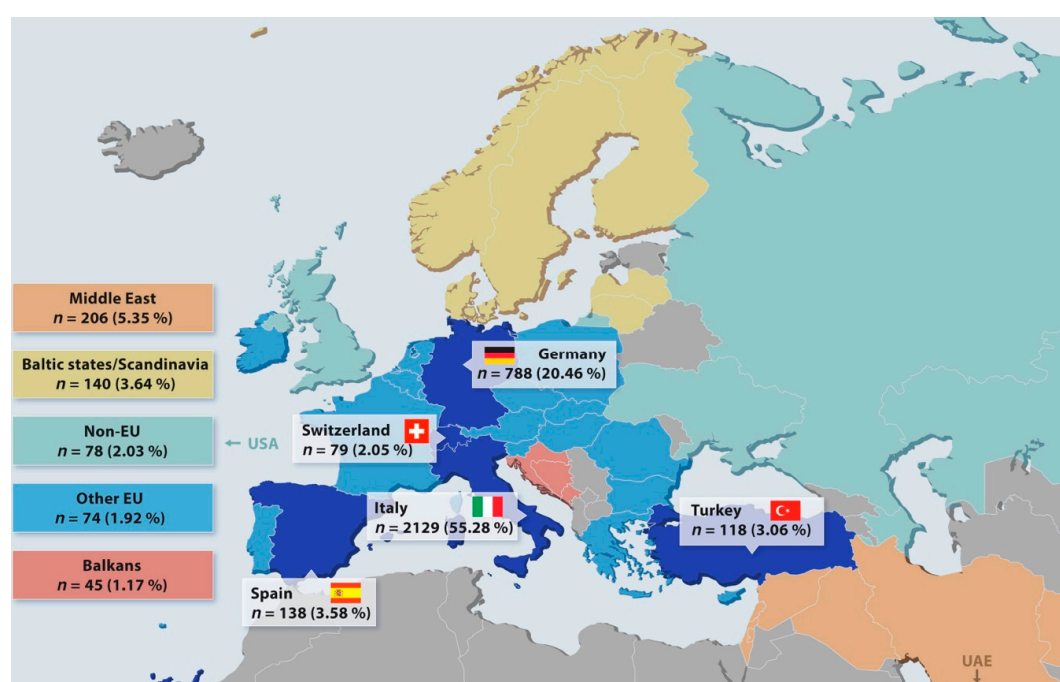 Middle East
n = 206 (5.35 %)
Baltic states/Scandinavia
n = 140 (3.64 %)
Non-EU
n = 78 (2.03 %)
USA
Other EU
n = 74 (1.92 %)
Balkans
n = 45 (1.17 %)
Germany
n = 788 (20.46 %)
Switzerland
n = 79 (2.05 %)
Italy
n = 2129 (55.28 %)
Turkey
n = 118 (3.06 %)
Spain
n = 138 (3.58 %)
UAE